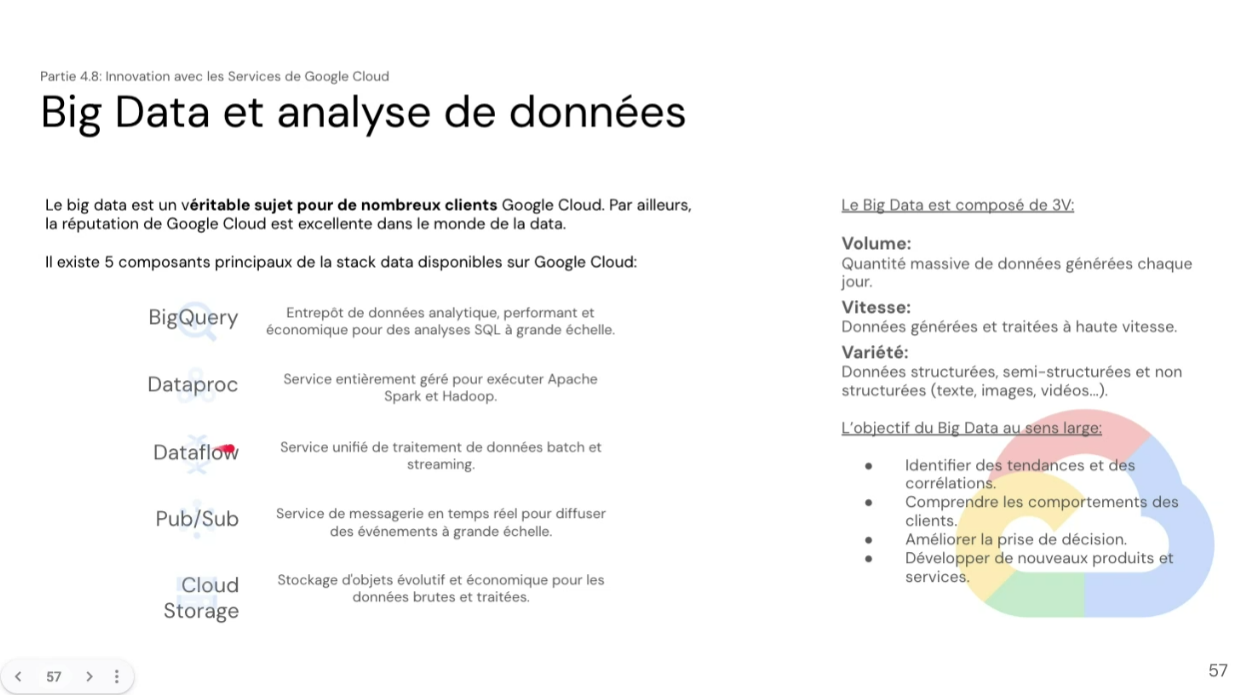 Partie 4.8: Innovation avec les Services de Google Cloud
Big Data et analyse de données
Le big data est un véritable sujet pour de nombreux clients Google Cloud. Par ailleurs,
la réputation de Google Cloud est excellente dans le monde de la data.
Il existe 5 composants principaux de la stack data disponibles sur Google Cloud:
BigQuery
Entrepôt de données analytique, performant et
économique pour des analyses SQL à grande échelle.
Dataproc
Service entièrement géré pour exécuter Apache
Spark et Hadoop.
Dataflow
Service unifié de traitement de données batch et
streaming.
Pub/Sub
Service de messagerie en temps réel pour diffuser
des événements à grande échelle.
Cloud
Storage
Stockage d'objets évolutif et économique pour les
données brutes et traitées.
Le Big Data est composé de 3V:
Volume:
Quantité massive de données générées chaque
jour.
Vitesse:
Données générées et traitées à haute vitesse.
Variété:
Données structurées, semi-structurées et non
structurées (texte, images, vidéos...).
L'objectif du Big Data au sens large:
● Identifier des tendances et des
corrélations.
● Comprendre les comportements des
clients.
● Améliorer la prise de décision.
● Développer de nouveaux produits et
services.
57
57